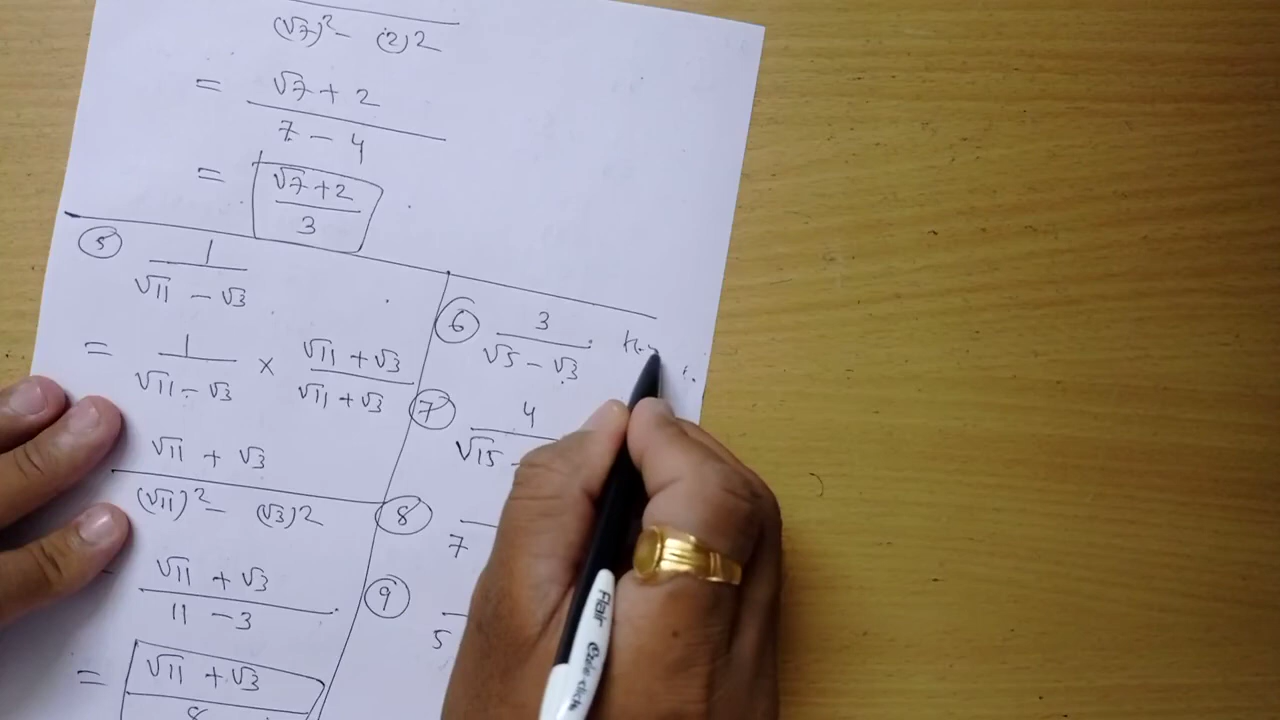 (√7)² - (2)²
= √7 + 2 / 7 - 4
= √7 + 2 / 3
⑤ 1 / √11 - √3
= 1 / √11 - √3 × √11 + √3 / √11 + √3
√11 + √3 / (√11)² - (√3)²
√11 + √3 / 11 - 3
= √11 + √3 / 8
⑥ 3 / √5 - √3
⑦ 4 / √15 -
⑧ 7
⑨ 5
Flair